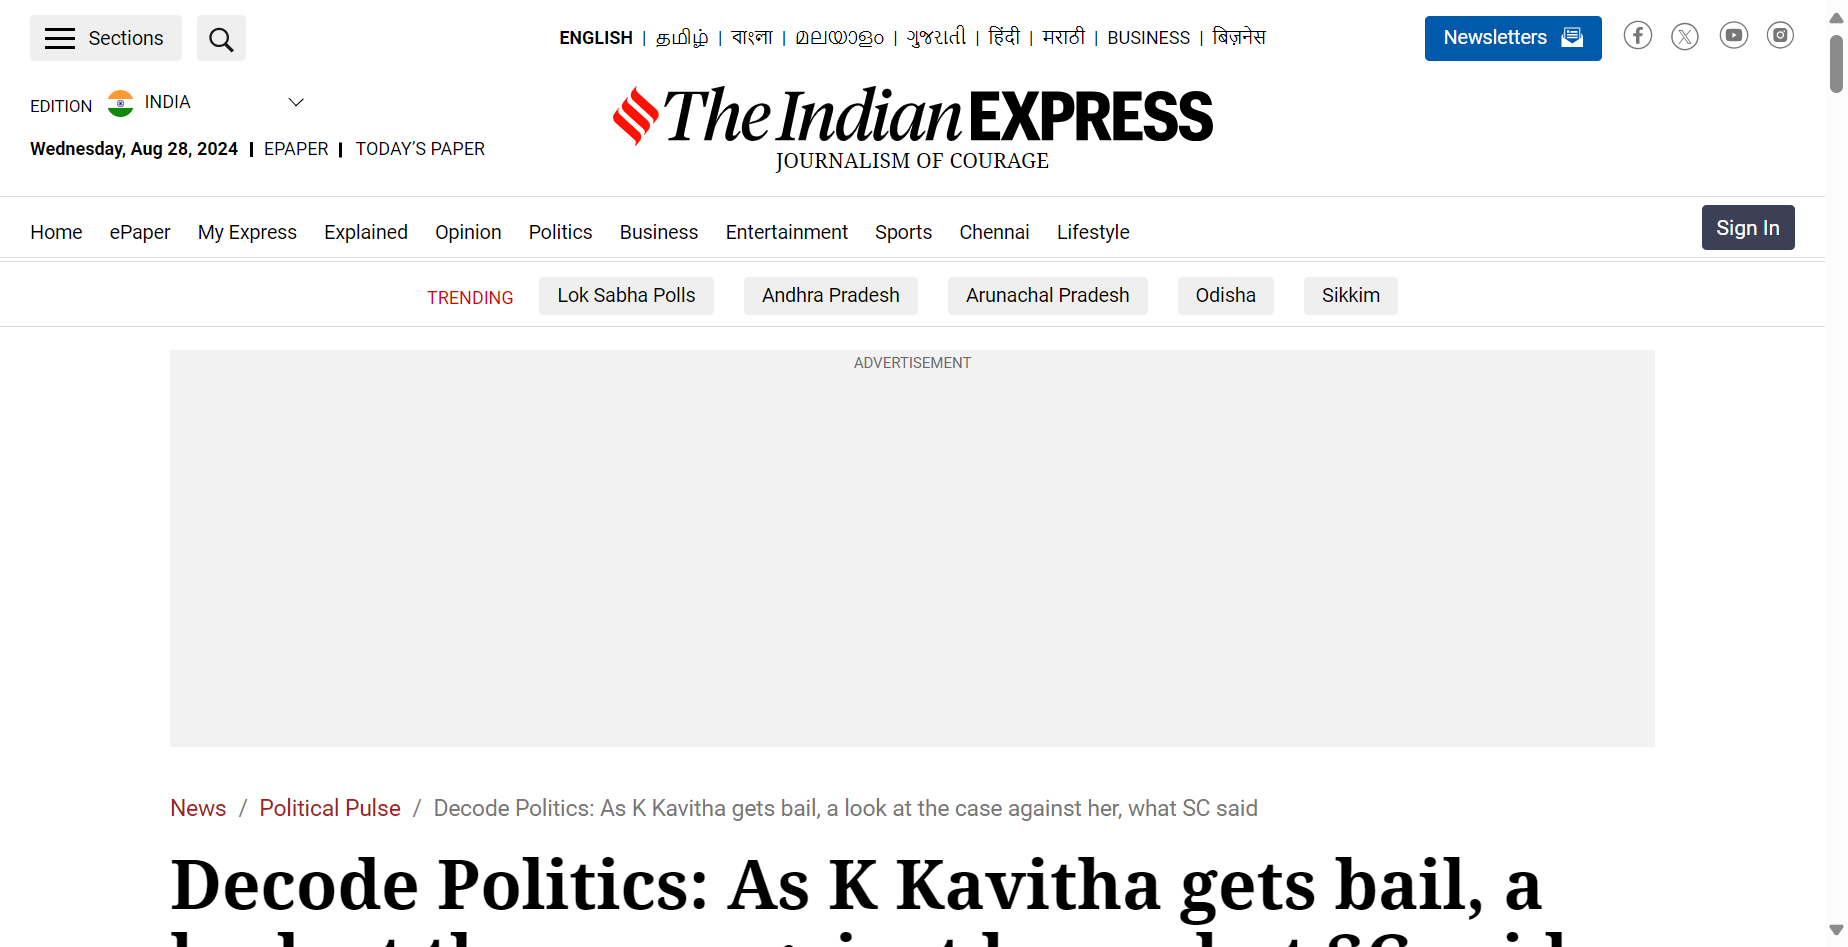 Sections
ENGLISH | தமிழ் | বাংলা | മലയാളം | ગુજરાતી | हिंदी | मराठी | BUSINESS | बिज़नेस
Newsletters
EDITION INDIA
Wednesday, Aug 28, 2024 | EPAPER | TODAY’S PAPER
The Indian EXPRESS
JOURNALISM OF COURAGE
Home ePaper My Express Explained Opinion Politics Business Entertainment Sports Chennai Lifestyle
Sign In
TRENDING Lok Sabha Polls Andhra Pradesh Arunachal Pradesh Odisha Sikkim
ADVERTISEMENT
News / Political Pulse / Decode Politics: As K Kavitha gets bail, a look at the case against her, what SC said
Decode Politics: As K Kavitha gets bail, a